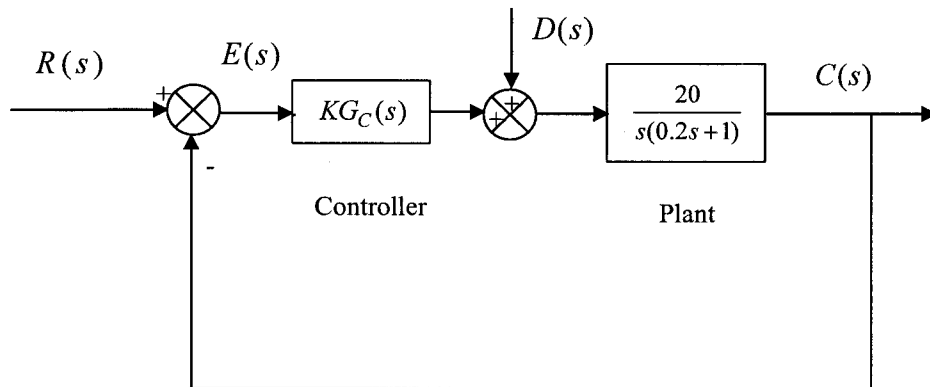 D(s)
R(s)
E(s)
C(s)
+
KG_C(s)
+
+
20
s(0.2s+1)
-
Controller
Plant